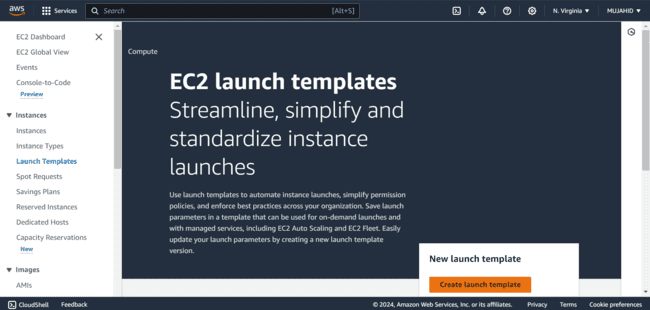 aws
Services
Search
[Alt+S]
N. Virginia
MUJAHID
EC2 Dashboard
EC2 Global View
Events
Console-to-Code
Preview
Instances
Instances
Instance Types
Launch Templates
Spot Requests
Savings Plans
Reserved Instances
Dedicated Hosts
Capacity Reservations
New
Images
AMIs
Compute
EC2 launch templates
Streamline, simplify and
standardize instance
launches
Use launch templates to automate instance launches, simplify permission
policies, and enforce best practices across your organization. Save launch
parameters in a template that can be used for on-demand launches and
with managed services, including EC2 Auto Scaling and EC2 Fleet. Easily
update your launch parameters by creating a new launch template
version.
New launch template
Create launch template
CloudShell
Feedback
© 2024, Amazon Web Services, Inc. or its affiliates.
Privacy
Terms
Cookie preferences